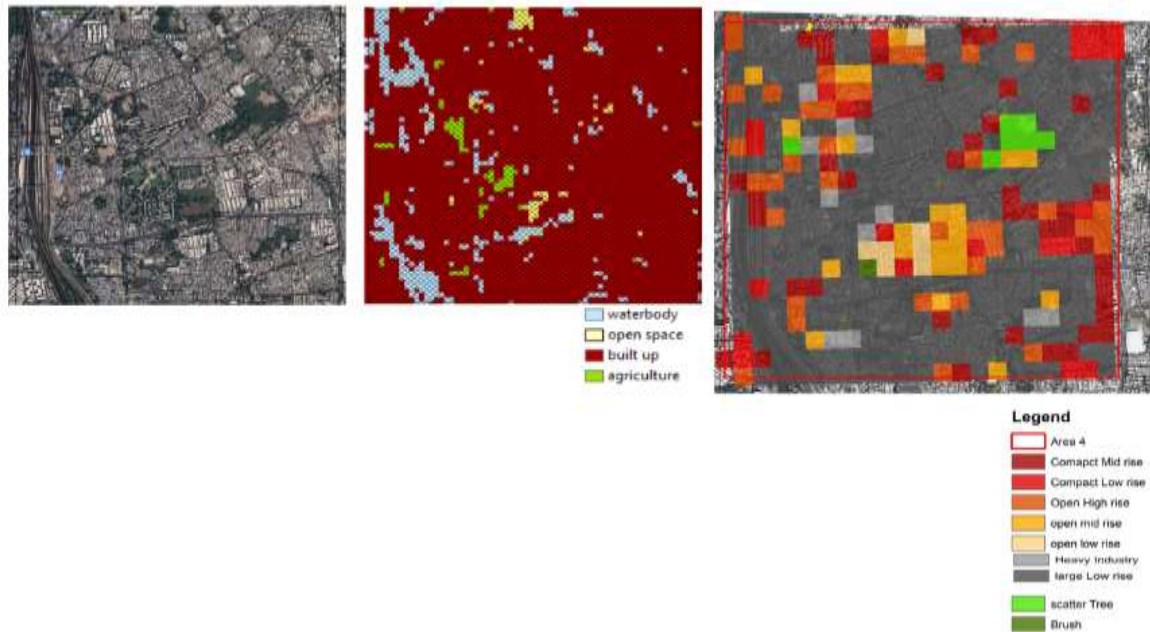 waterbody
open space
built up
agriculture
Legend
Area 4
Comapct Mid rise
Compact Low rise
Open High rise
open mid rise
open low rise
Heavy Industry
large Low rise
scatter Tree
Brush